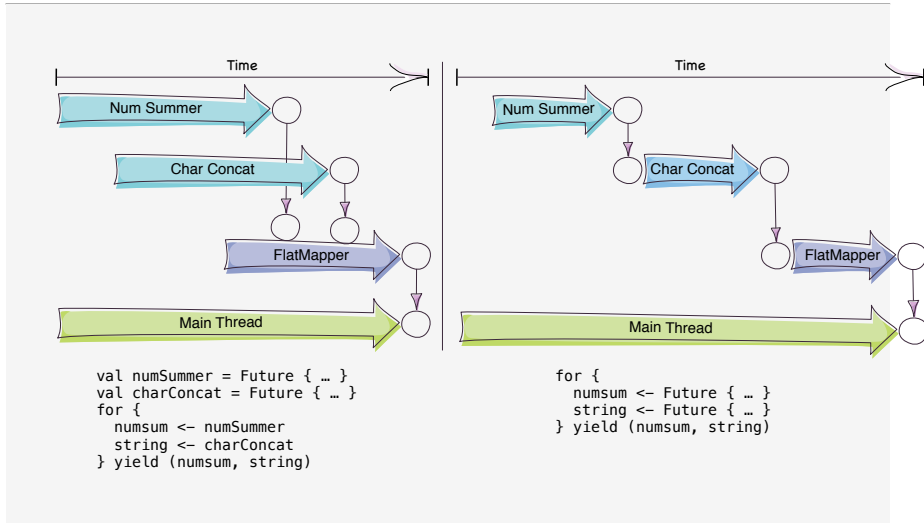 Time
Num Summer
Char Concat
FlatMapper
Main Thread
val numSummer = Future { … }
val charConcat = Future { … }
for {
  numsum <- numSummer
  string <- charConcat
} yield (numsum, string)
Time
Num Summer
Char Concat
FlatMapper
Main Thread
for {
  numsum <- Future { … }
  string <- Future { … }
} yield (numsum, string)